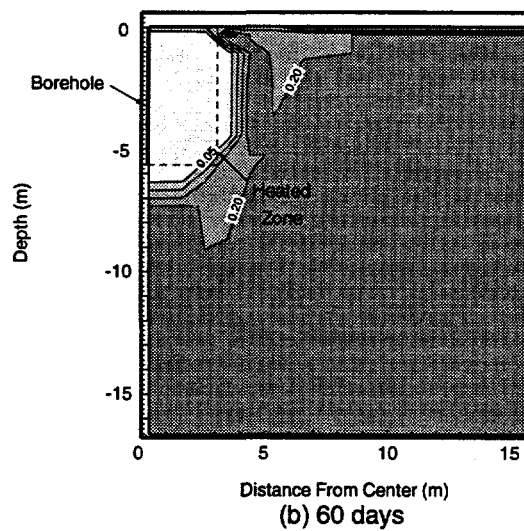 0
Borehole
0.20
-5
0.05
Heated
0.20
Zone
Depth (m)
-10
-15
0
5
10
15
Distance From Center (m)
(b) 60 days